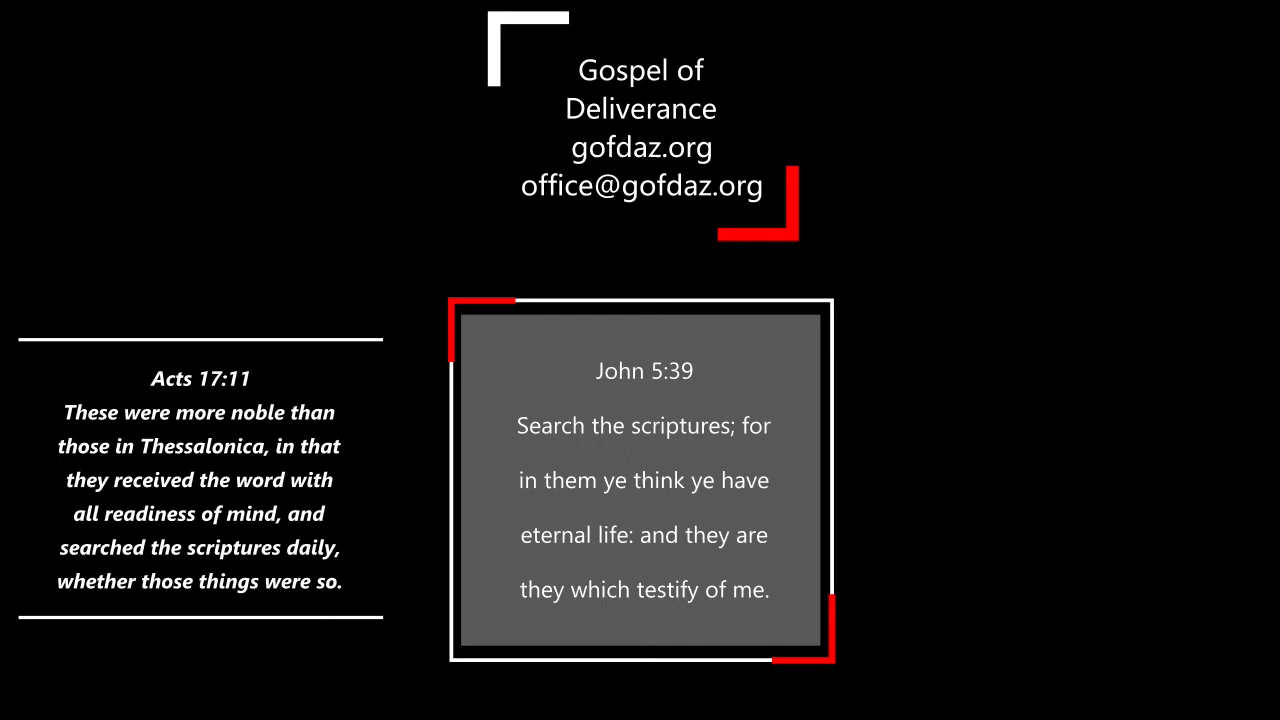 Gospel of
Deliverance
gofdaz.org
office@gofdaz.org
Acts 17:11
These were more noble than
those in Thessalonica, in that
they received the word with
all readiness of mind, and
searched the scriptures daily,
whether those things were so.
John 5:39
Search the scriptures; for
in them ye think ye have
eternal life: and they are
they which testify of me.